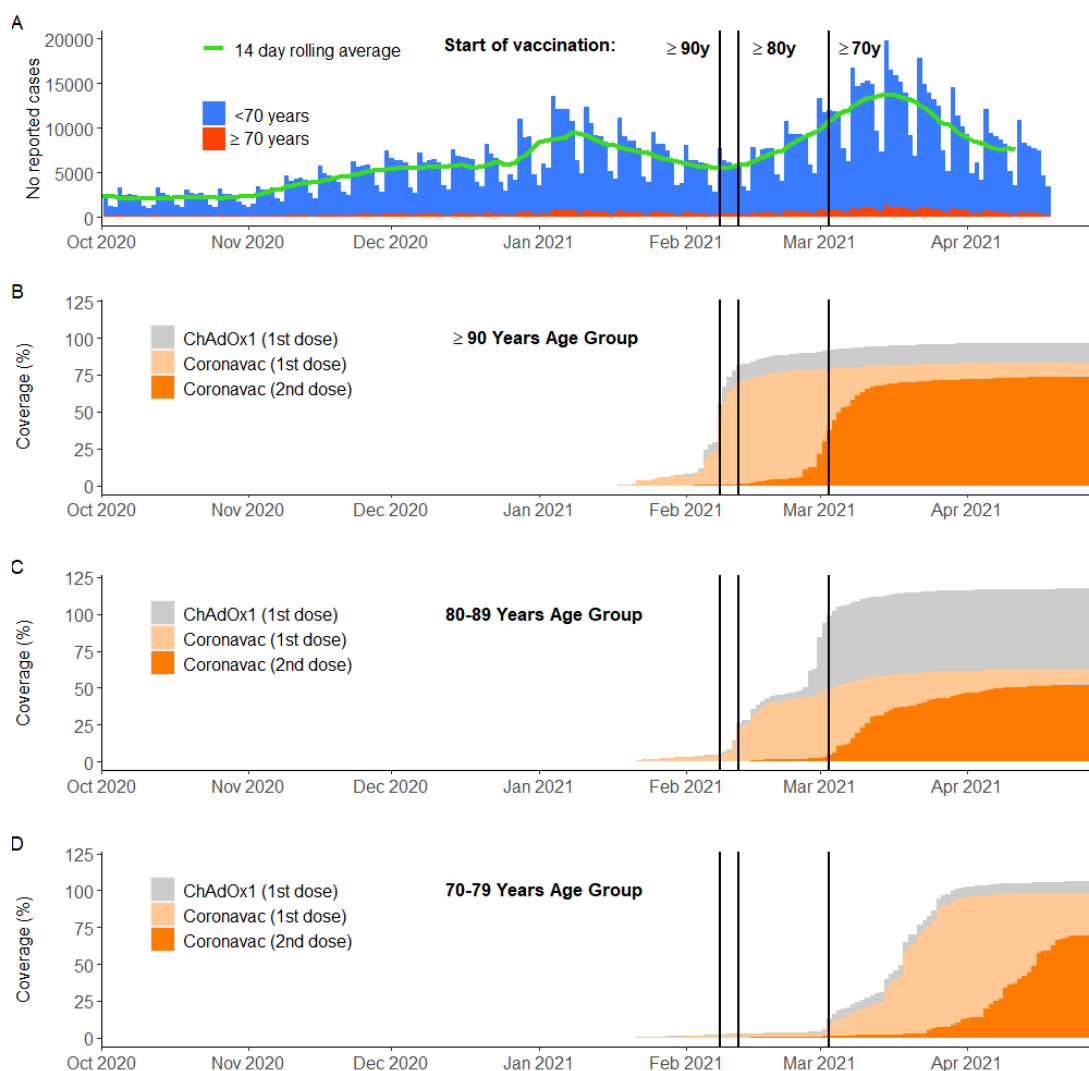 A
No reported cases
20000
15000
10000
5000
0
14 day rolling average
<70 years
≥ 70 years
Start of vaccination:
≥ 90y
≥ 80y
≥ 70y
Oct 2020 Nov 2020 Dec 2020 Jan 2021 Feb 2021 Mar 2021 Apr 2021
B
Coverage (%)
125
100
75
50
25
0
ChAdOx1 (1st dose)
Coronavac (1st dose)
Coronavac (2nd dose)
≥ 90 Years Age Group
Oct 2020 Nov 2020 Dec 2020 Jan 2021 Feb 2021 Mar 2021 Apr 2021
C
Coverage (%)
125
100
75
50
25
0
ChAdOx1 (1st dose)
Coronavac (1st dose)
Coronavac (2nd dose)
80-89 Years Age Group
Oct 2020 Nov 2020 Dec 2020 Jan 2021 Feb 2021 Mar 2021 Apr 2021
D
Coverage (%)
125
100
75
50
25
0
ChAdOx1 (1st dose)
Coronavac (1st dose)
Coronavac (2nd dose)
70-79 Years Age Group
Oct 2020 Nov 2020 Dec 2020 Jan 2021 Feb 2021 Mar 2021 Apr 2021